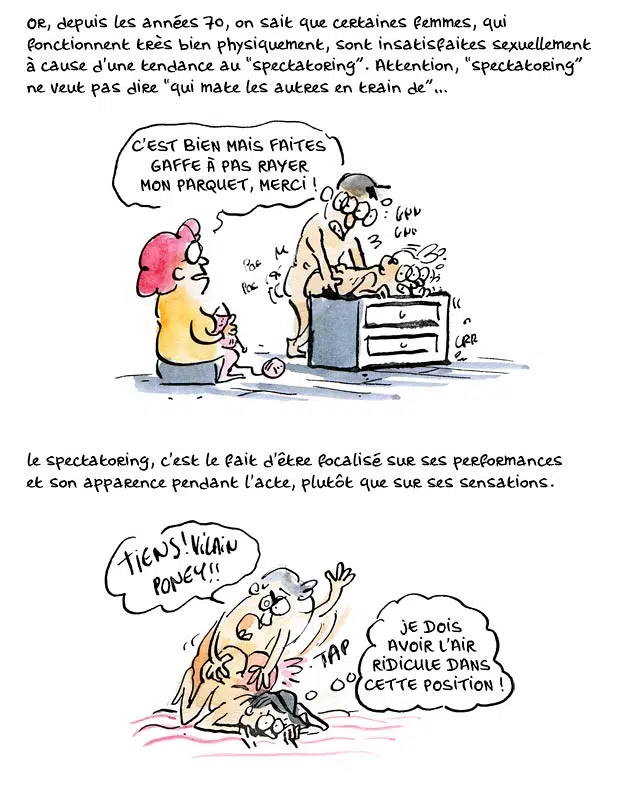 OR, depuis les années 70, on sait que certaines femmes, qui
fonctionnent très bien physiquement, sont insatisfaites sexuellement
à cause d'une tendance au "spectatoring". Attention, "spectatoring"
ne veut pas dire "qui mate les autres en train de"...
C'EST BIEN MAIS FAITES
GAFFE À PAS RAYER
MON PARQUET, MERCI !
le spectatoring, c'est le fait d'être focalisé sur ses performances
et son apparence pendant l'acte, plutôt que sur ses sensations.
TIENS! VILAIN
PONEY!!
TAP
JE DOIS
AVOIR L'AIR
RIDICULE DANS
CETTE POSITION !